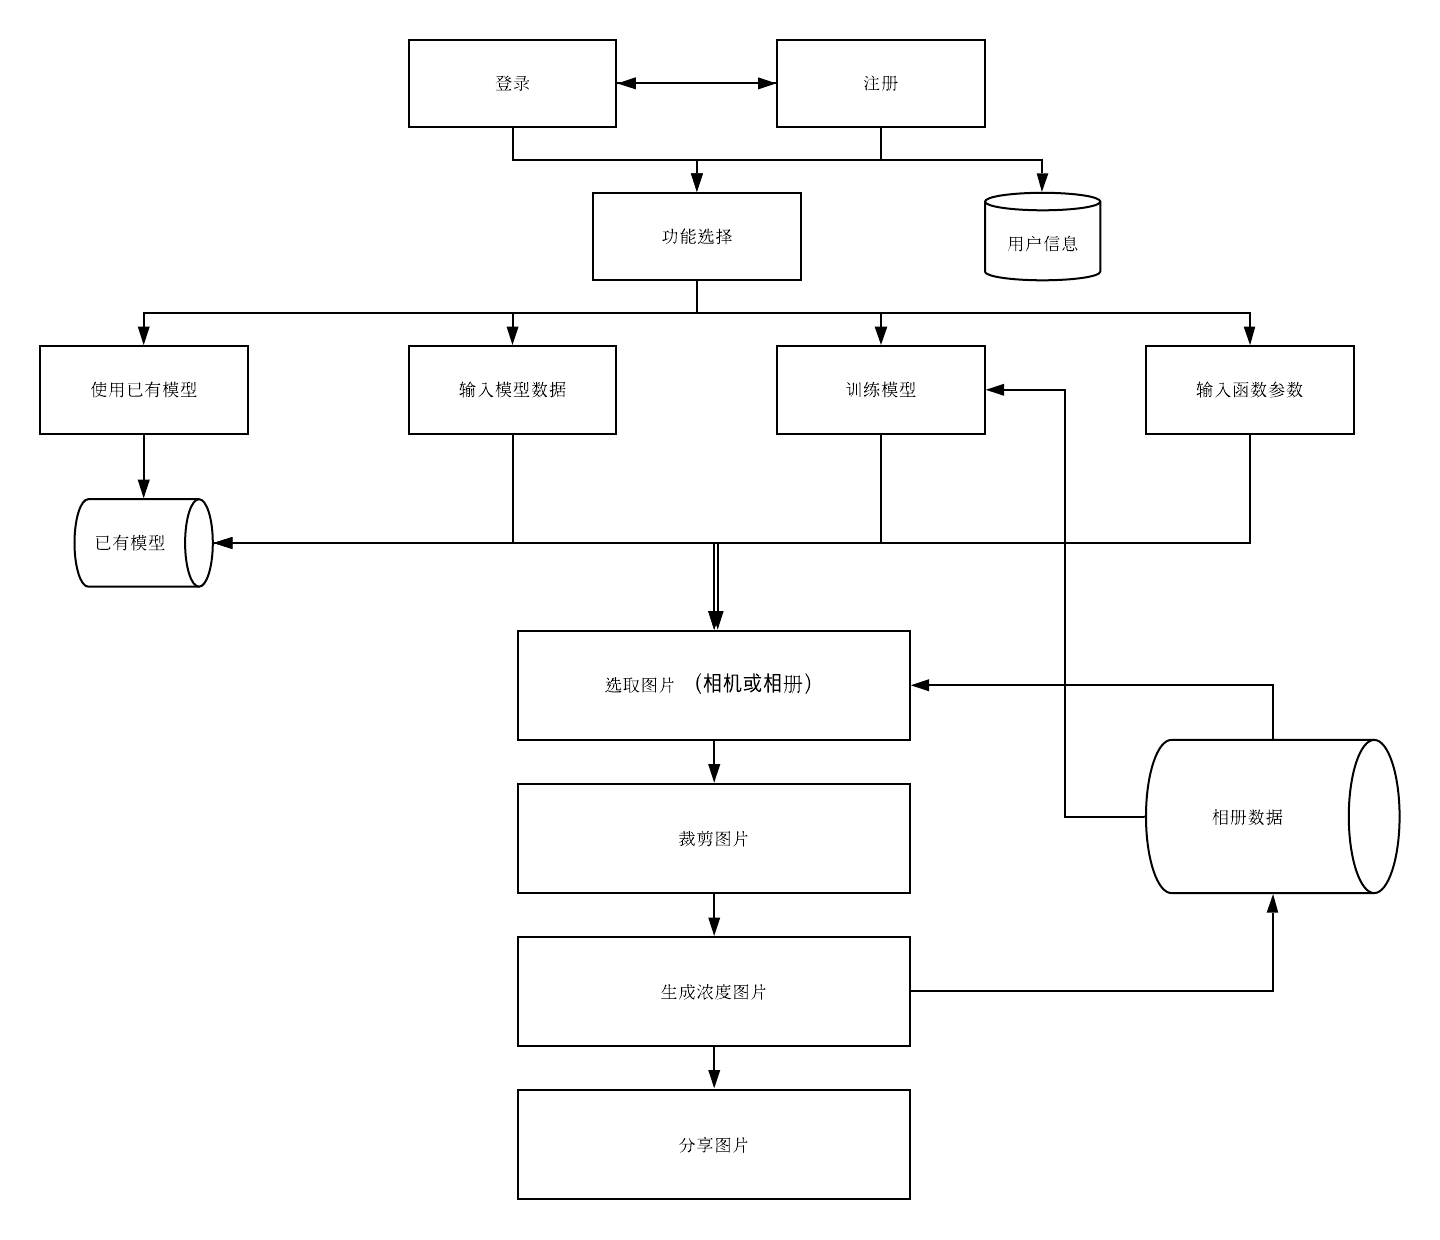 登录
注册
功能选择
用户信息
使用已有模型
输入模型数据
训练模型
输入函数参数
已有模型
选取图片 （相机或相册）
裁剪图片
相册数据
生成浓度图片
分享图片